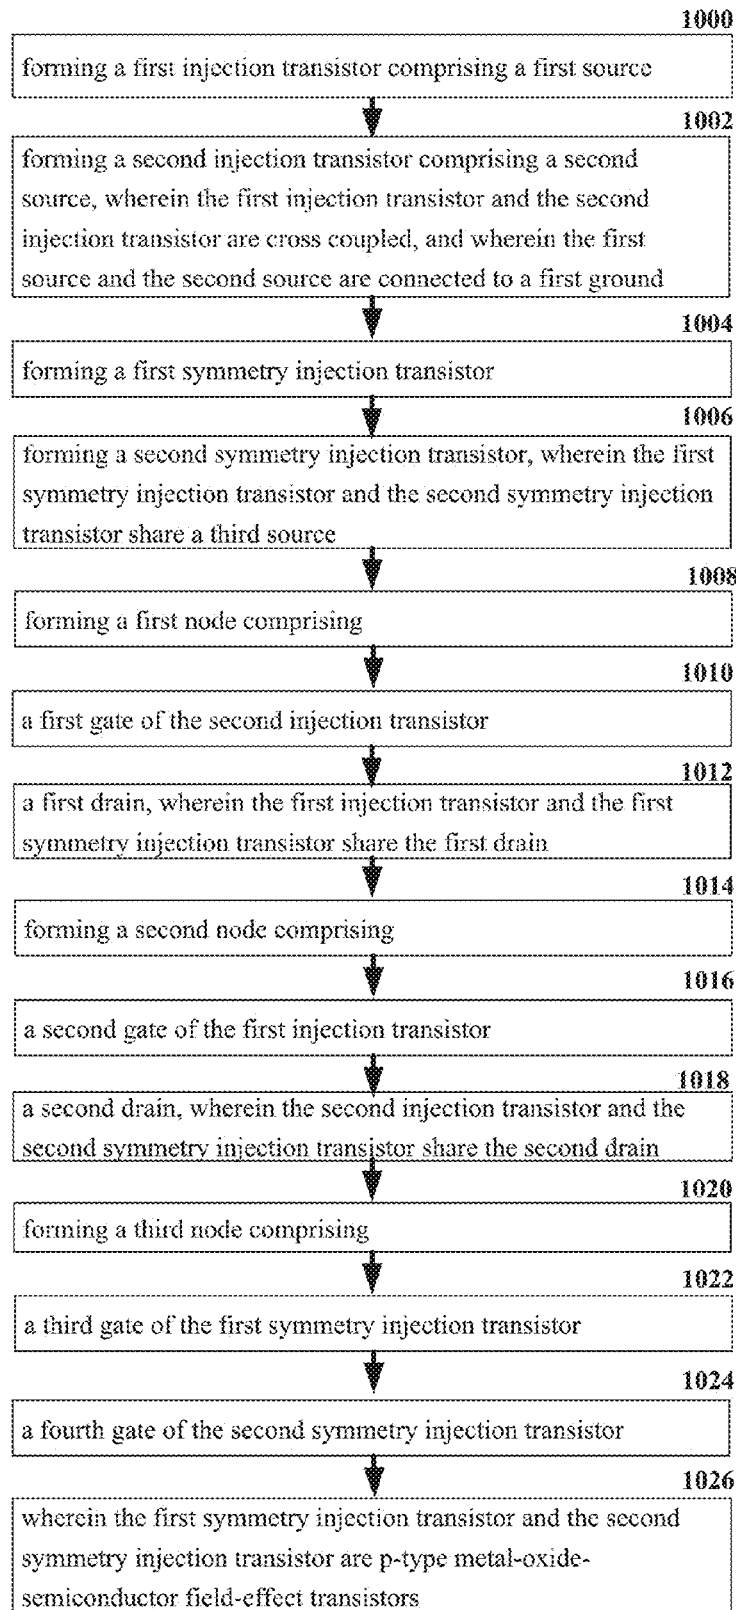 1000
forming a first injection transistor comprising a first source
1002
forming a second injection transistor comprising a second
source, wherein the first injection transistor and the second
injection transistor are cross coupled, and wherein the first
source and the second source are connected to a first ground
1004
forming a first symmetry injection transistor
1006
forming a second symmetry injection transistor, wherein the first
symmetry injection transistor and the second symmetry injection
transistor share a third source
1008
forming a first node comprising
1010
a first gate of the second injection transistor
1012
a first drain, wherein the first injection transistor and the first
symmetry injection transistor share the first drain
1014
forming a second node comprising
1016
a second gate of the first injection transistor
1018
a second drain, wherein the second injection transistor and the
second symmetry injection transistor share the second drain
1020
forming a third node comprising
1022
a third gate of the first symmetry injection transistor
1024
a fourth gate of the second symmetry injection transistor
1026
wherein the first symmetry injection transistor and the second
symmetry injection transistor are p-type metal-oxide-
semiconductor field-effect transistors